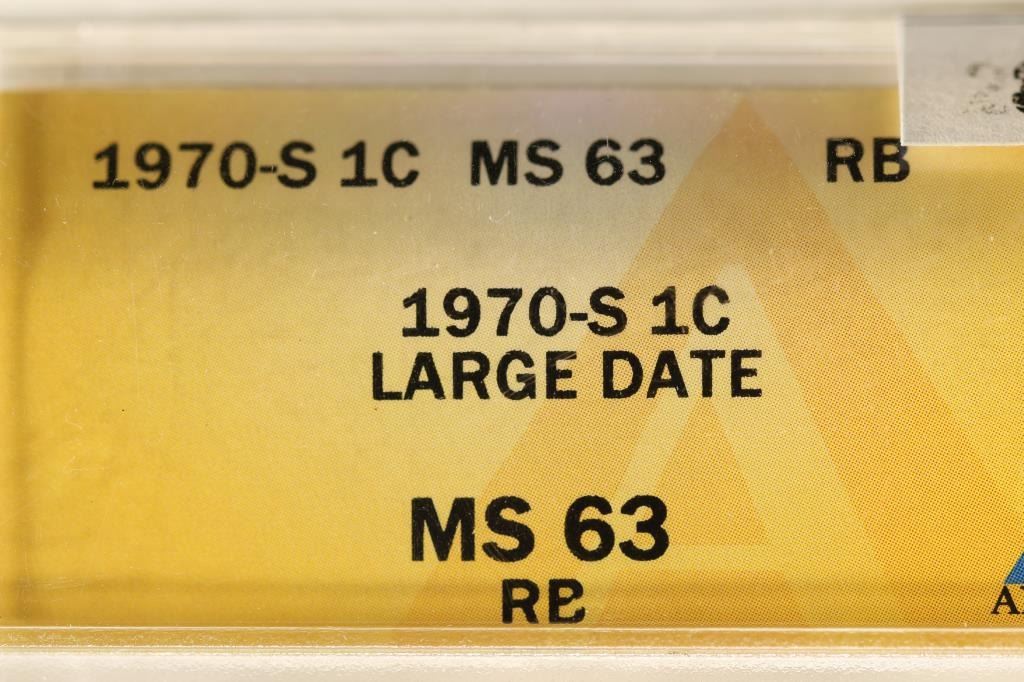 1970-S 1C MS 63 RB
1970-S 1C
LARGE DATE
MS 63
RB